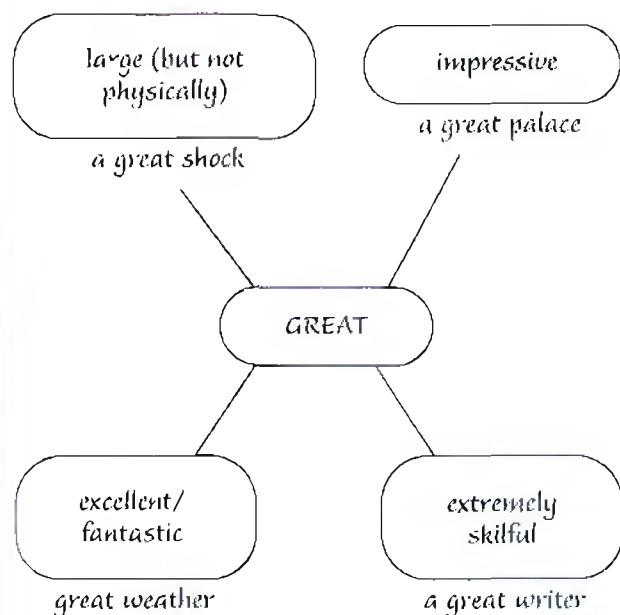 large (but not
physically)
a great shock
impressive
a great palace
GREAT
excellent/
fantastic
great weather
extremely
skilful
a great writer